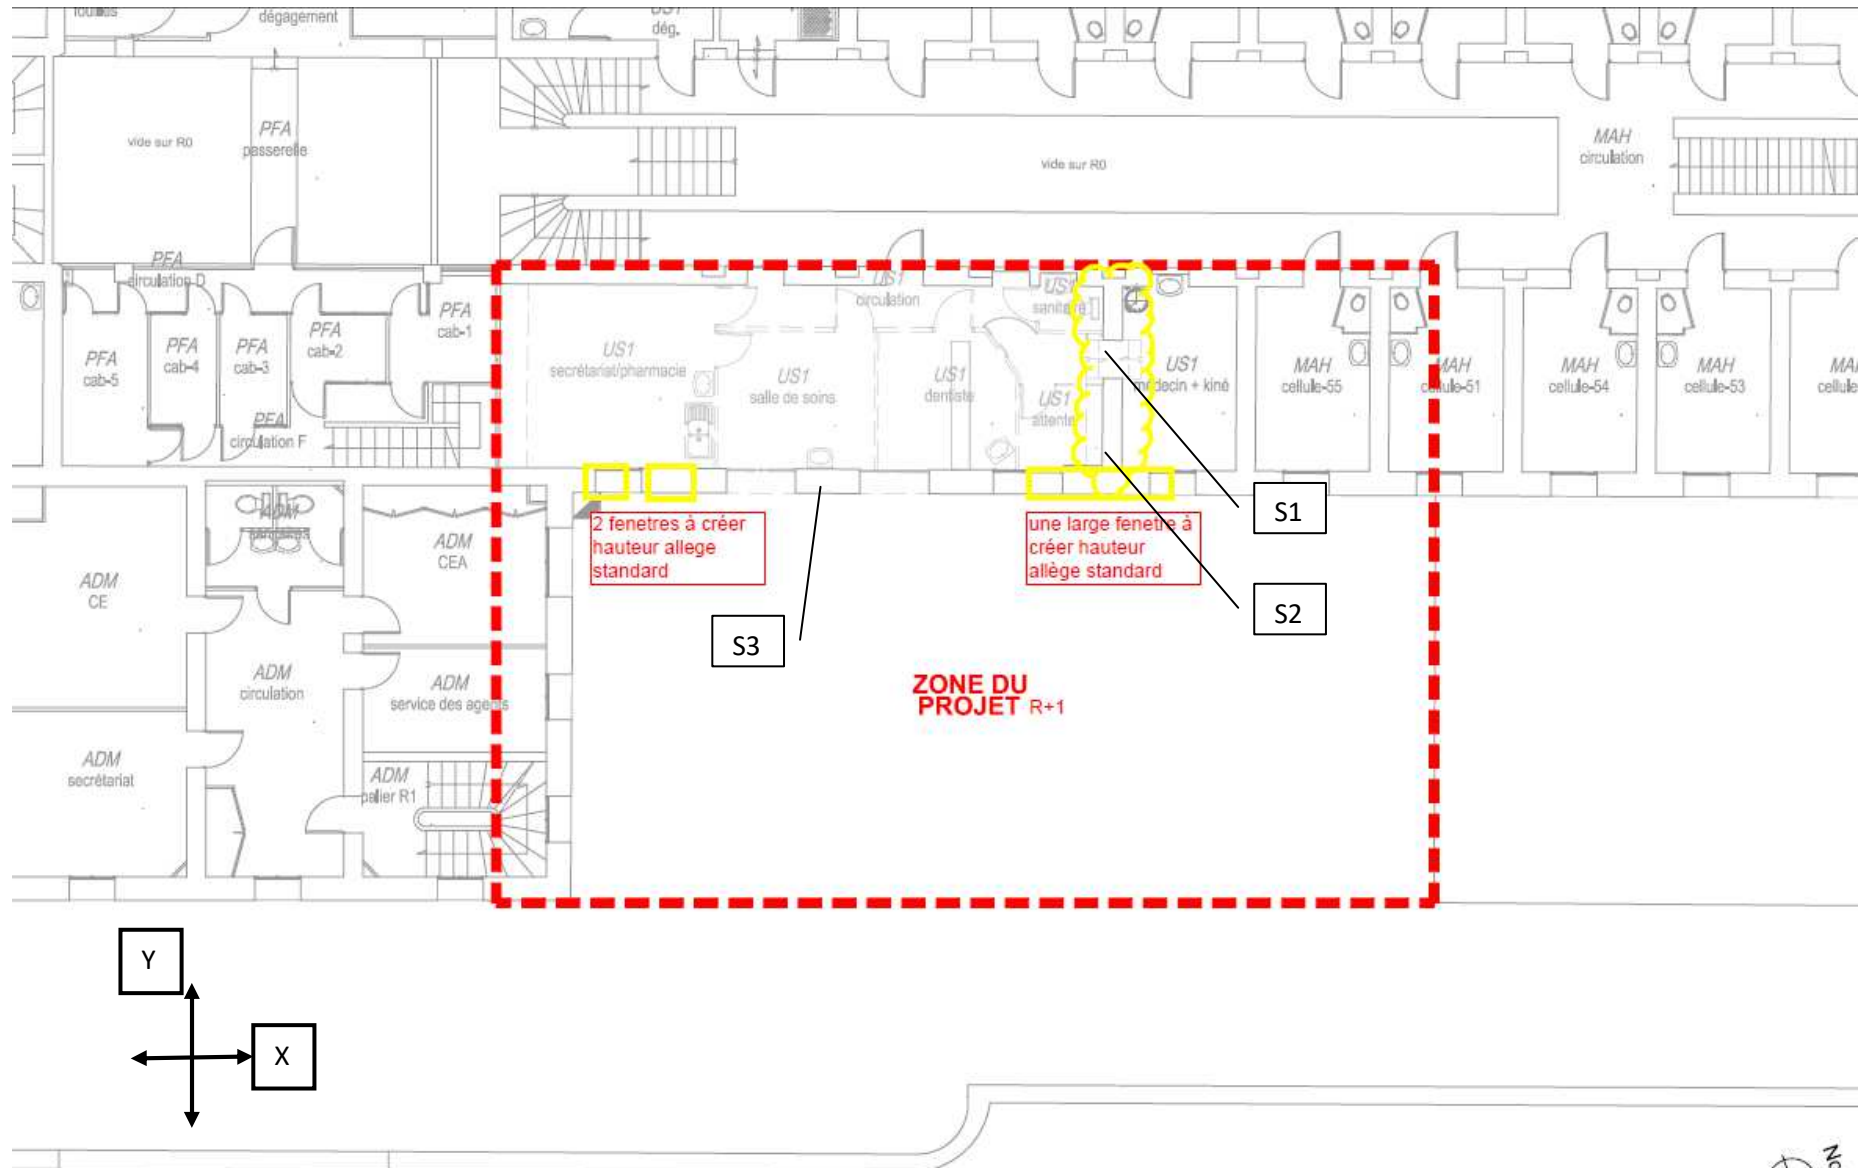 dégagement
US1
dég.
vide sur R0
PFA
passerelle
vide sur R0
MAH
circulation
PFA
circulation D
PFA
cab-5
PFA
cab-4
PFA
cab-3
PFA
cab-2
PFA
cab-1
PFA
circulation F
US1
secrétariat/pharmacie
US1
salle de soins
US1
circulation
US1
dentiste
US1
sanitaire
US1
attente
US1
médecin + kiné
MAH
cellule-55
MAH
cellule-51
MAH
cellule-54
MAH
cellule-53
MAH
cellule
2 fenetres à créer
hauteur allege
standard
une large fenetre à
créer hauteur
allège standard
S1
S2
S3
ADM
ADM
CEA
ADM
CE
ADM
circulation
ADM
service des agents
ADM
secrétariat
ADM
palier R1
ZONE DU
PROJET R+1
Y
X